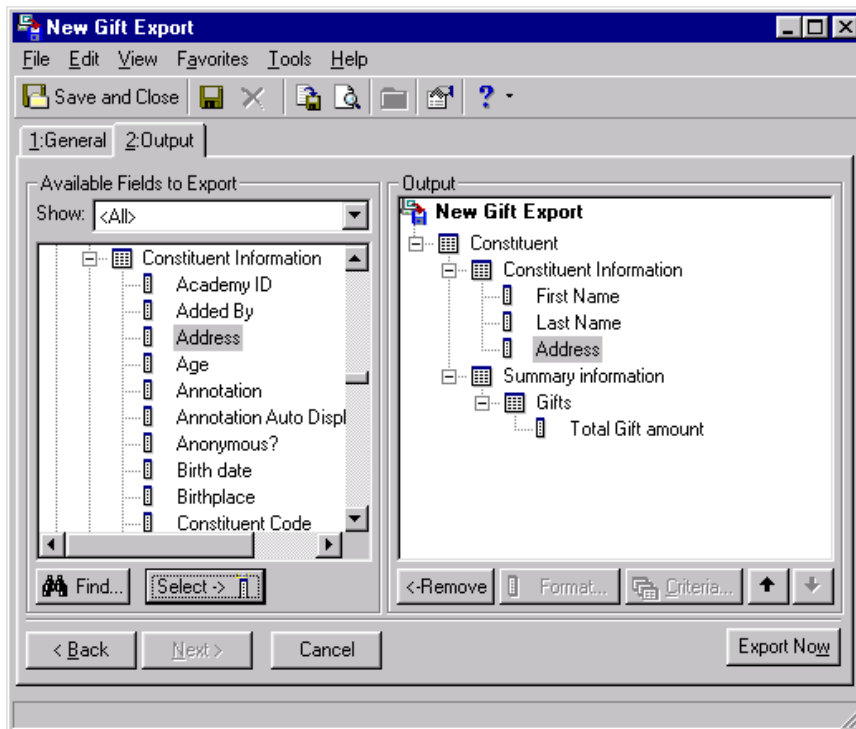 New Gift Export
File Edit View Favorites Tools Help
Save and Close ?
1:General 2:Output
Available Fields to Export
Show: <All>
Constituent Information
Academy ID
Added By
Address
Age
Annotation
Annotation Auto Displ
Anonymous?
Birth date
Birthplace
Constituent Code
Find... Select ->
Output
New Gift Export
Constituent
Constituent Information
First Name
Last Name
Address
Summary information
Gifts
Total Gift amount
<-Remove Format... Criteria...
< Back Next > Cancel Export Now